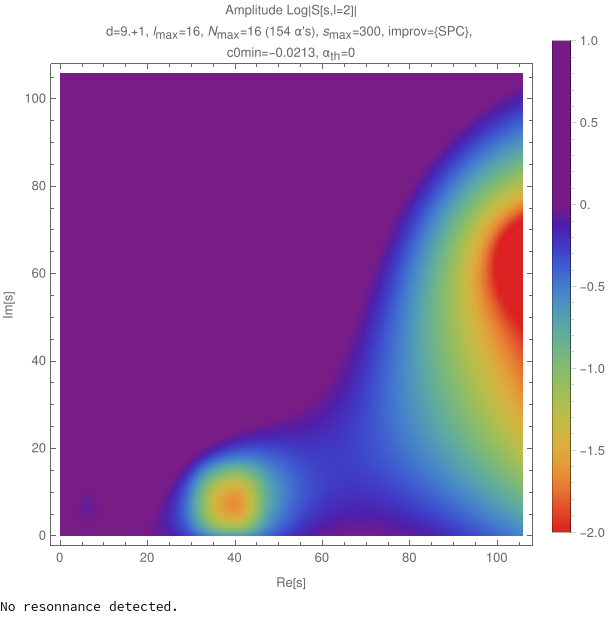 Amplitude Log|S[s,l=2]|
d=9.+1, lmax=16, Nmax=16 (154 α's), smax=300, improv={SPC},
c0min=−0.0213, αth=0
1.0
0.5
0.
−0.5
−1.0
−1.5
−2.0
100
80
60
40
20
0
Im[s]
0 20 40 60 80 100
Re[s]
No resonnance detected.